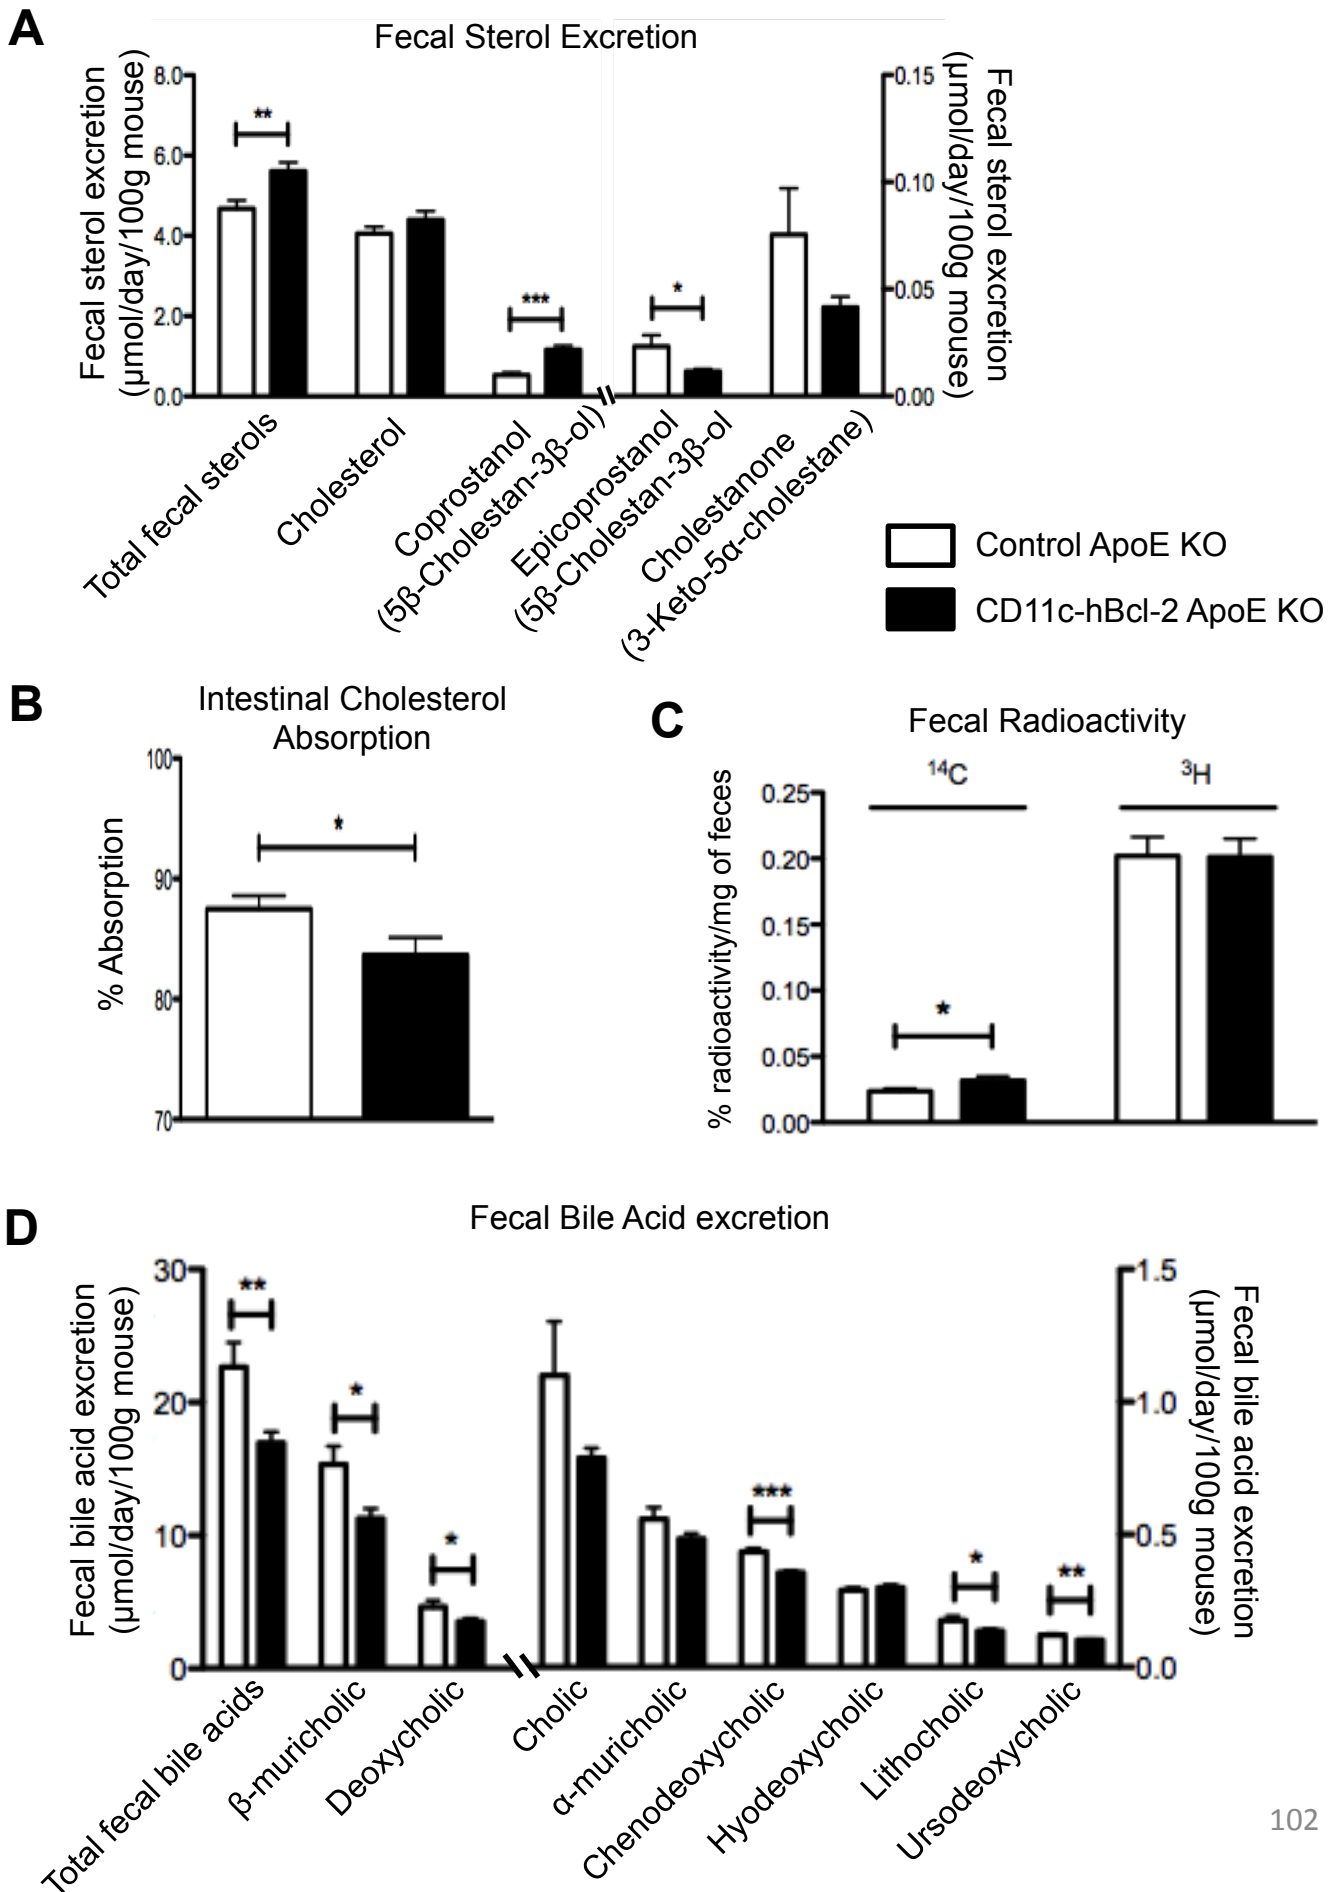 A
Fecal Sterol Excretion
Fecal sterol excretion
(µmol/day/100g mouse)
8.0
6.0
4.0
2.0
0.0
**
***
*
0.15
0.10
0.05
0.00
Fecal sterol excretion
(µmol/day/100g mouse)
Total fecal sterols
Cholesterol
Coprostanol
(5β-Cholestan-3β-ol)
Epicoprostanol
(5β-Cholestan-3β-ol
Cholestanone
(3-Keto-5α-cholestane)
Control ApoE KO
CD11c-hBcl-2 ApoE KO
B
Intestinal Cholesterol
Absorption
% Absorption
100
90
80
70
*
C
Fecal Radioactivity
% radioactivity/mg of feces
14C
3H
0.25
0.20
0.15
0.10
0.05
0.00
*
D
Fecal Bile Acid excretion
Fecal bile acid excretion
(µmol/day/100g mouse)
30
20
10
0
**
*
*
***
*
**
1.5
1.0
0.5
0.0
Fecal bile acid excretion
(µmol/day/100g mouse)
Total fecal bile acids
β-muricholic
Deoxycholic
Cholic
α-muricholic
Chenodeoxycholic
Hyodeoxycholic
Lithocholic
Ursodeoxycholic
102